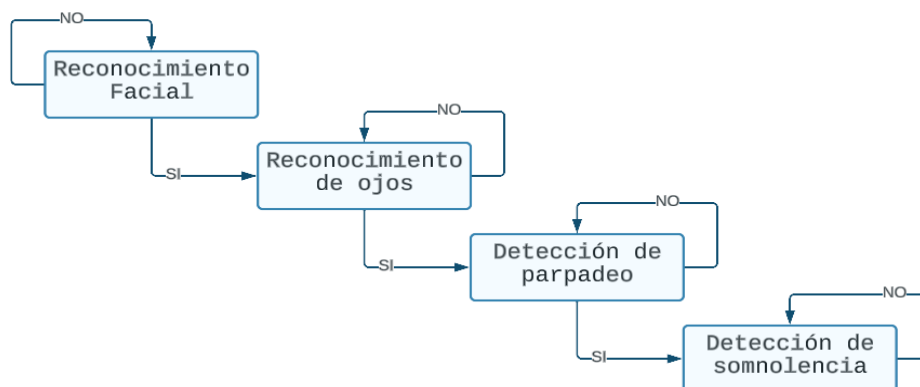 NO
Reconocimiento
Facial
SI
NO
Reconocimiento
de ojos
SI
NO
Detección de
parpadeo
SI
NO
Detección de
somnolencia